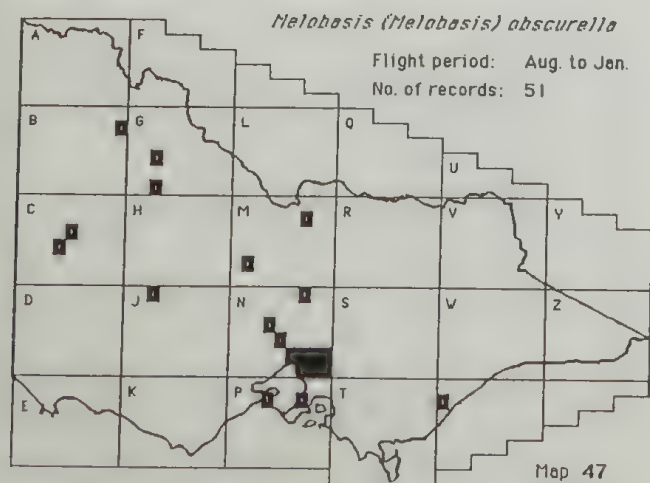 Melobasis (Melobasis) obscurella
Flight period: Aug. to Jan.
No. of records: 51
A F
B G L Q U
C H M R V Y
D J N S W Z
E K P T
Map 47